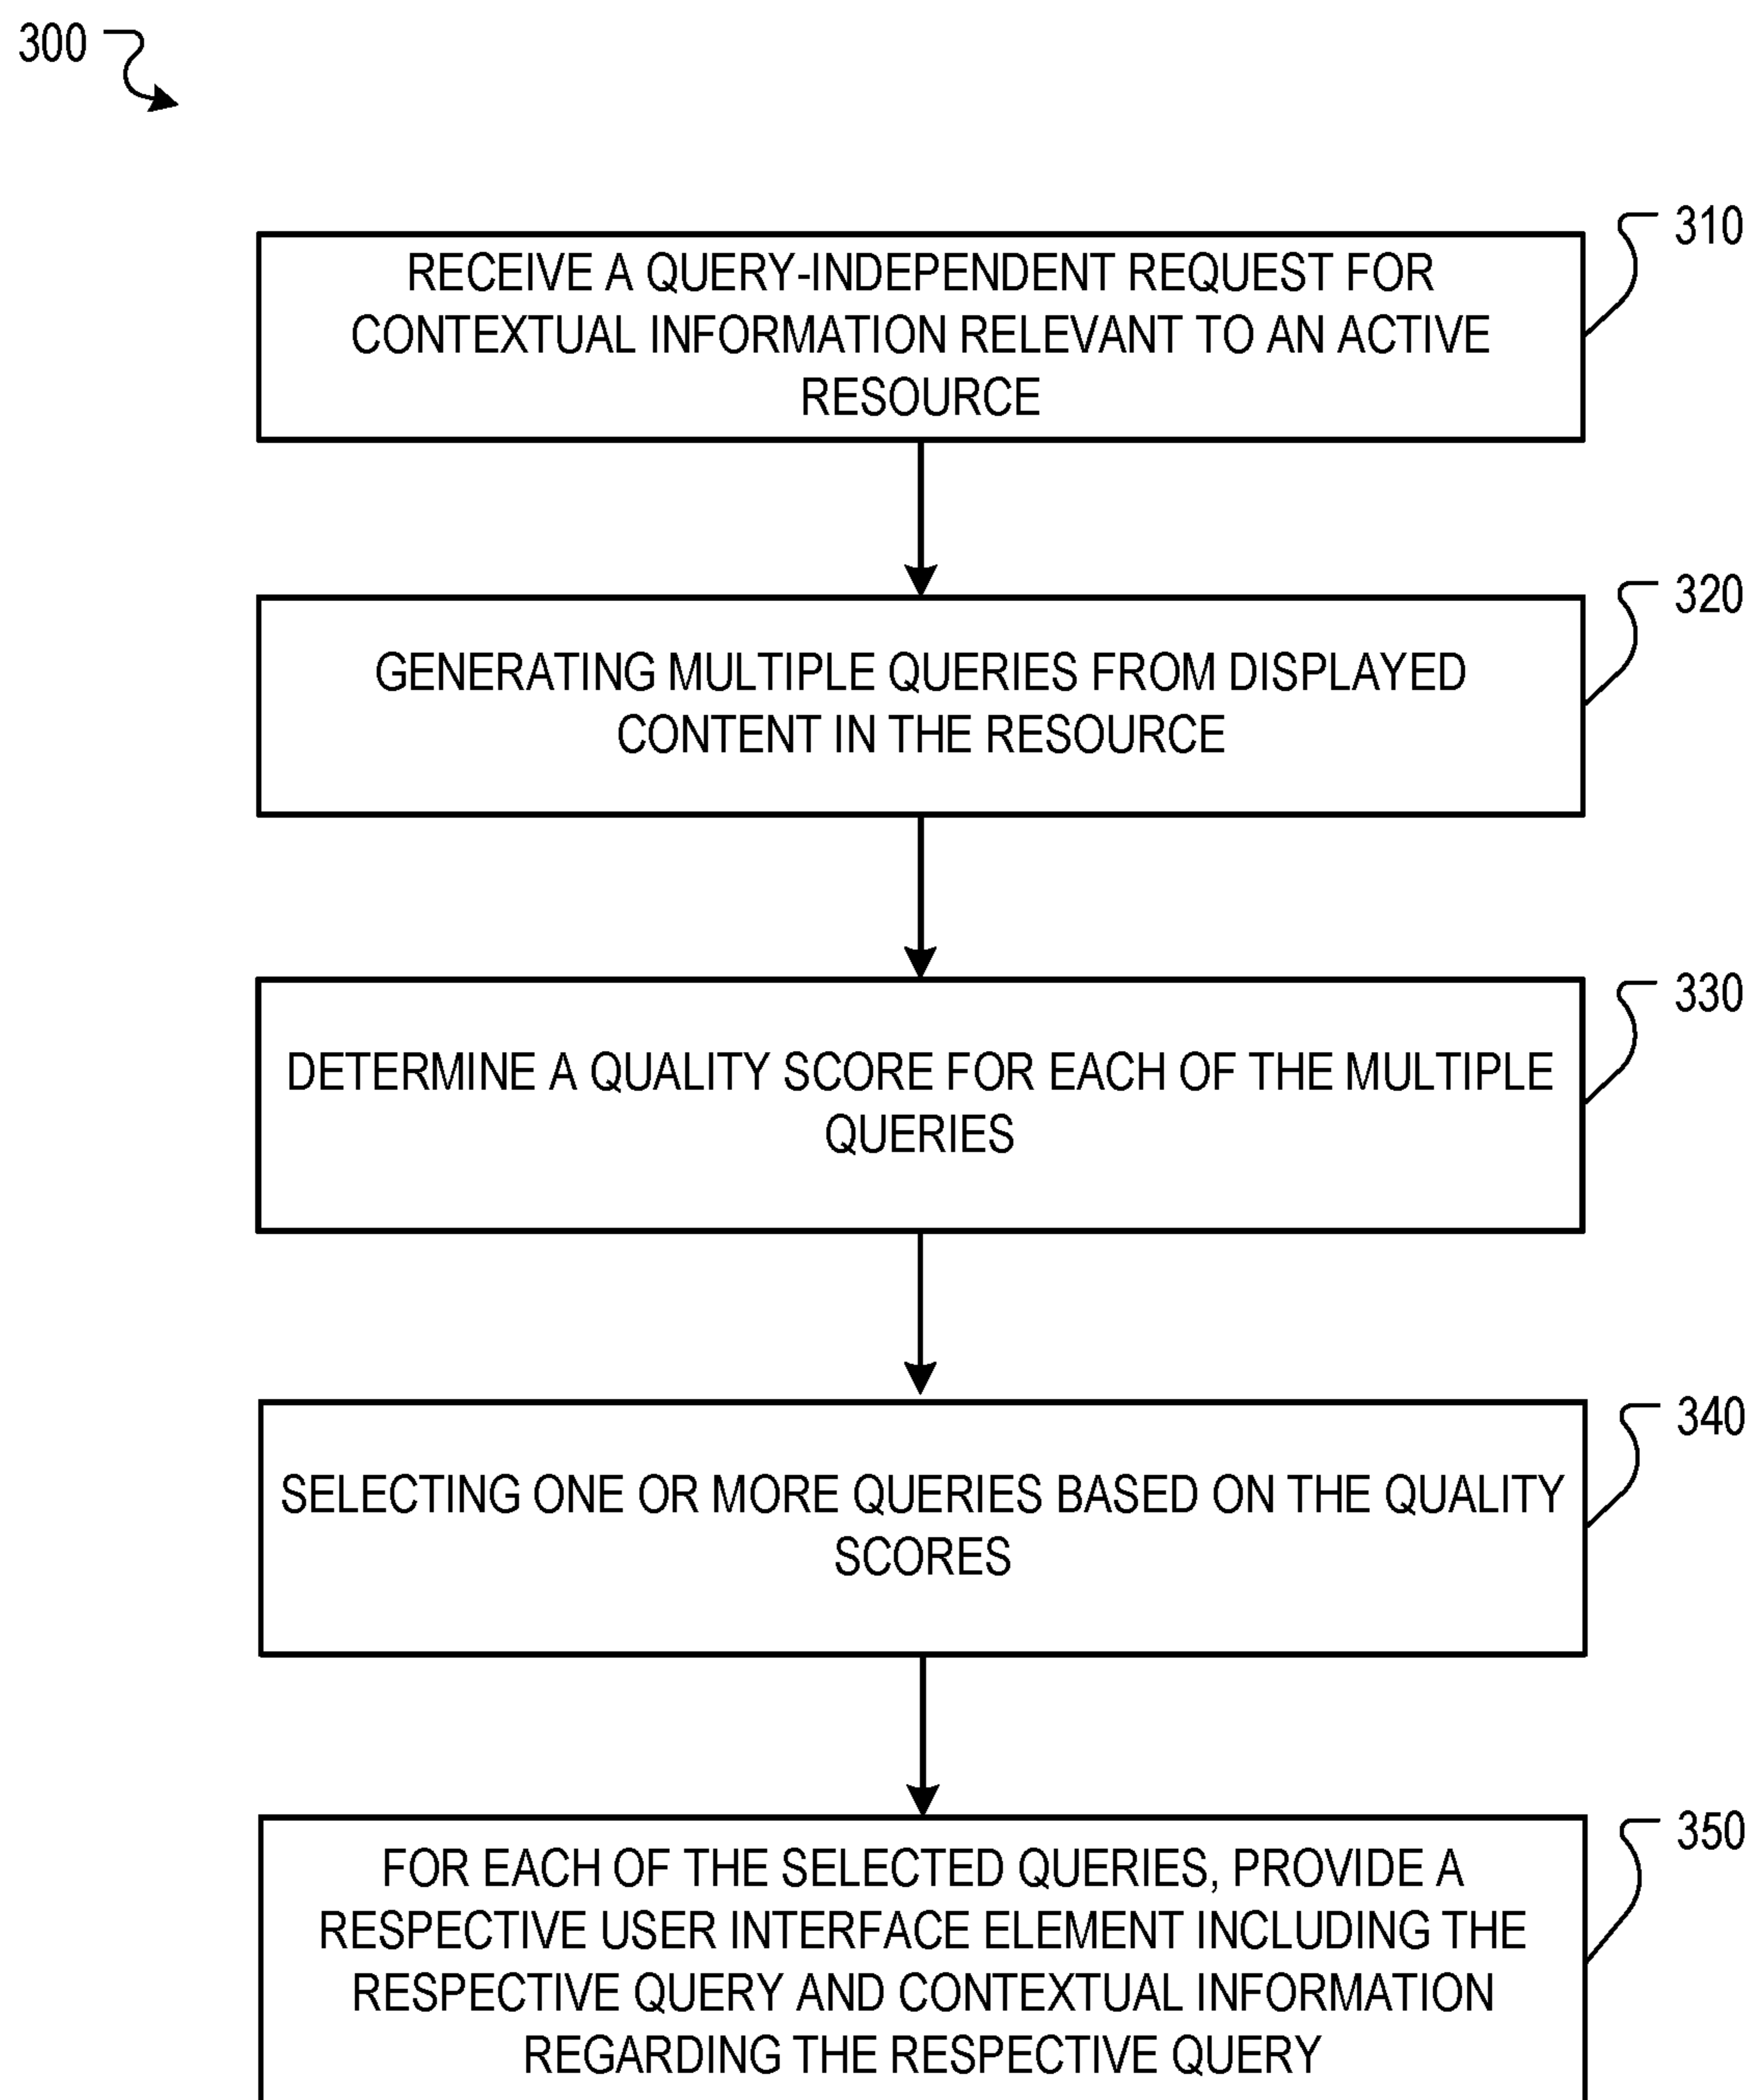 300
310
RECEIVE A QUERY-INDEPENDENT REQUEST FOR
CONTEXTUAL INFORMATION RELEVANT TO AN ACTIVE
RESOURCE
320
GENERATING MULTIPLE QUERIES FROM DISPLAYED
CONTENT IN THE RESOURCE
330
DETERMINE A QUALITY SCORE FOR EACH OF THE MULTIPLE
QUERIES
340
SELECTING ONE OR MORE QUERIES BASED ON THE QUALITY
SCORES
350
FOR EACH OF THE SELECTED QUERIES, PROVIDE A
RESPECTIVE USER INTERFACE ELEMENT INCLUDING THE
RESPECTIVE QUERY AND CONTEXTUAL INFORMATION
REGARDING THE RESPECTIVE QUERY